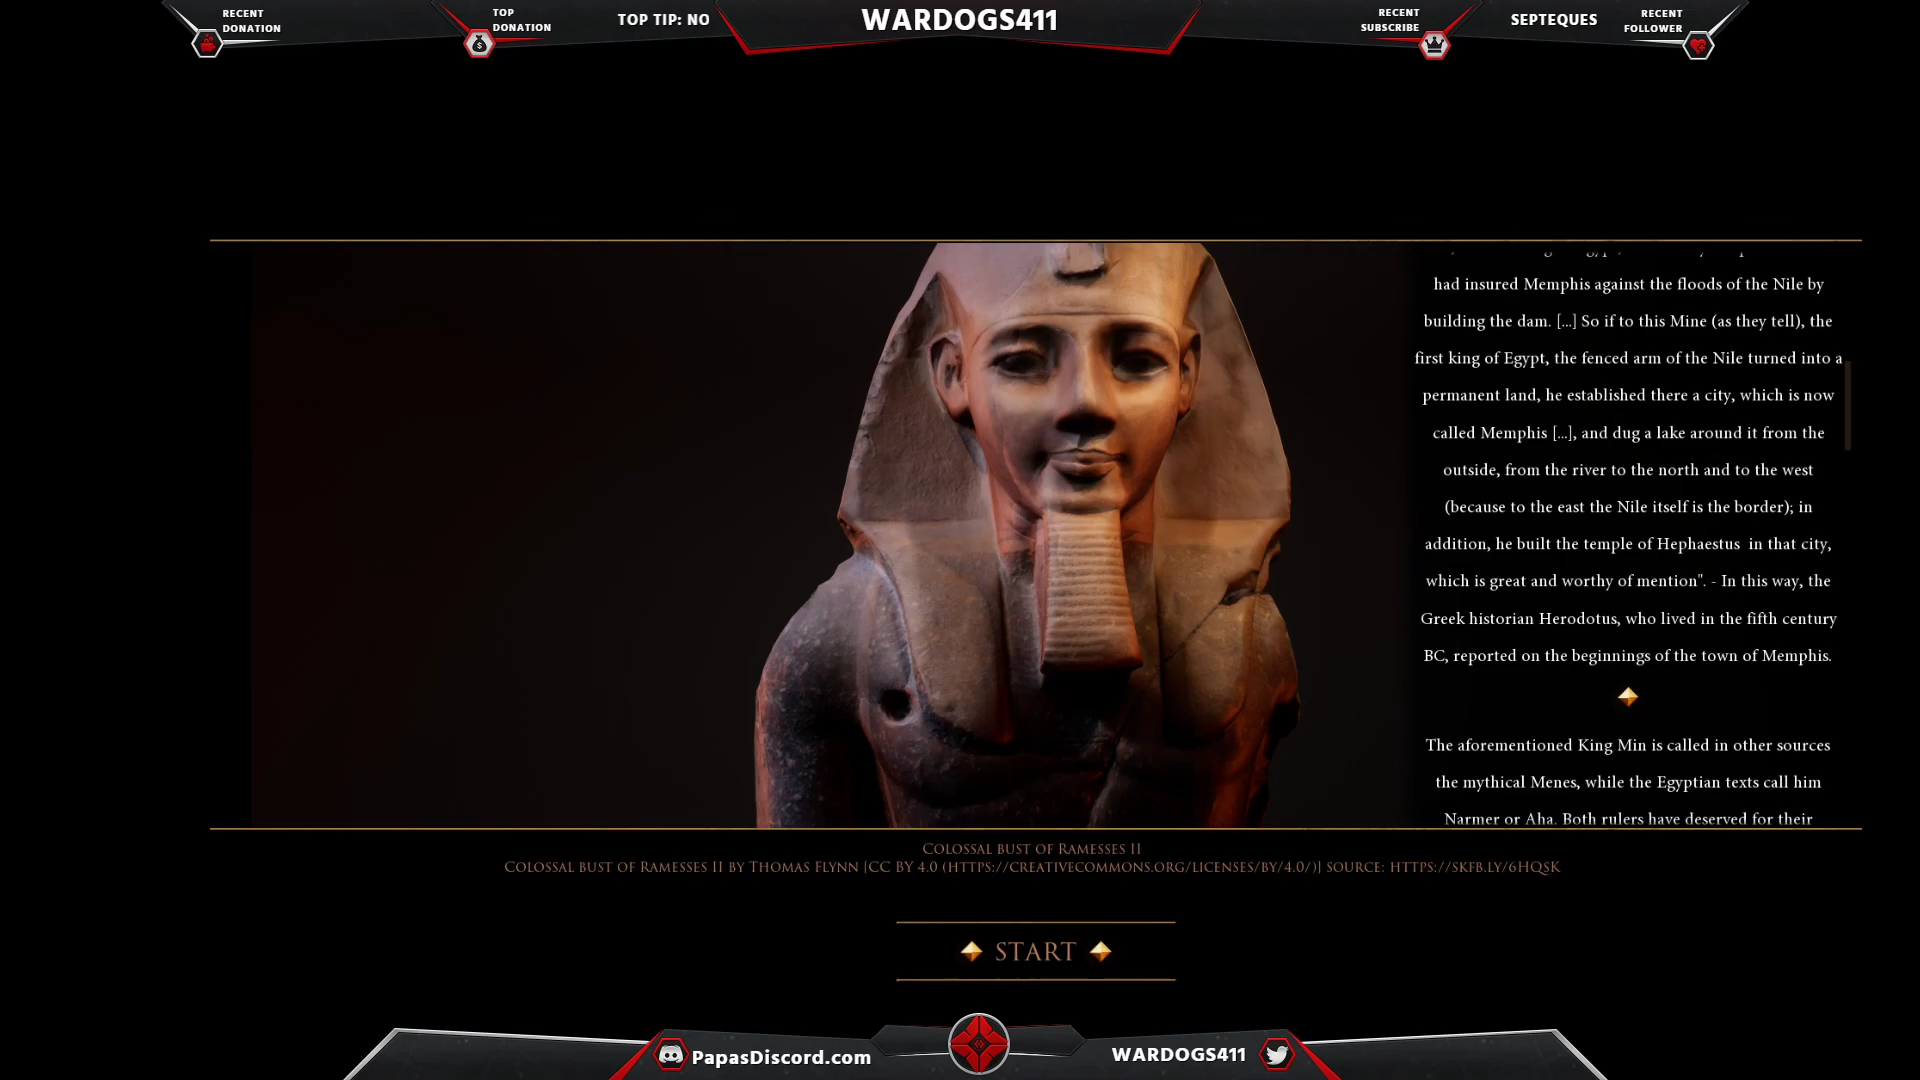 RECENT
DONATION
TOP
DONATION
TOP TIP: NO
WARDOGS411
RECENT
SUBSCRIBE
SEPTEQUES
RECENT
FOLLOWER
had insured Memphis against the floods of the Nile by
building the dam. [...] So if to this Mine (as they tell), the
first king of Egypt, the fenced arm of the Nile turned into a
permanent land, he established there a city, which is now
called Memphis [...], and dug a lake around it from the
outside, from the river to the north and to the west
(because to the east the Nile itself is the border); in
addition, he built the temple of Hephaestus in that city,
which is great and worthy of mention". - In this way, the
Greek historian Herodotus, who lived in the fifth century
BC, reported on the beginnings of the town of Memphis.
The aforementioned King Min is called in other sources
the mythical Menes, while the Egyptian texts call him
Narmer or Aha. Both rulers have deserved for their
Colossal bust of Ramesses II
Colossal bust of Ramesses II by Thomas Flynn [CC BY 4.0 (https://creativecommons.org/licenses/by/4.0/)] source: https://skfb.ly/6HQsK
START
PapasDiscord.com
WARDOGS411